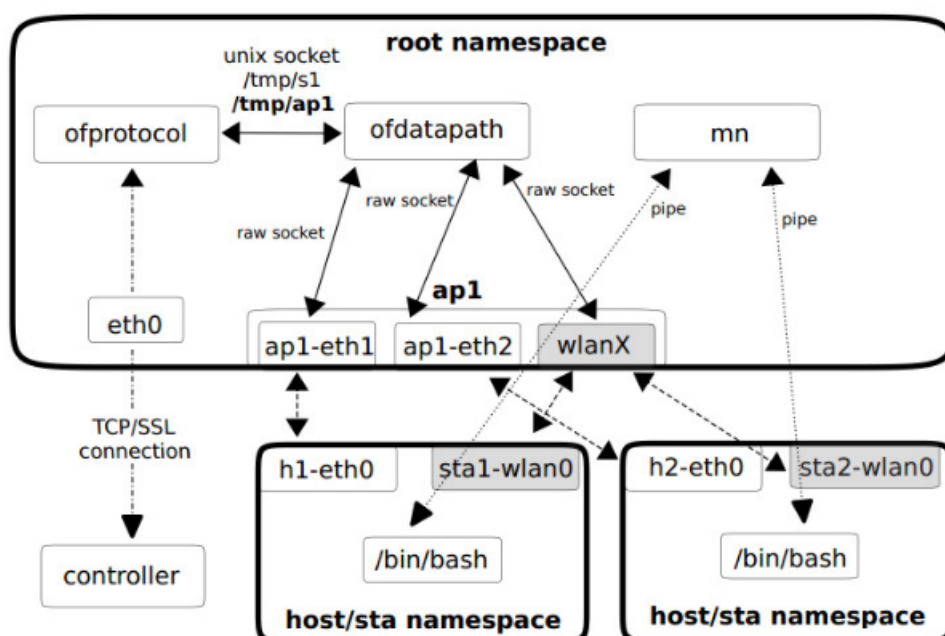 root namespace
unix socket
/tmp/s1
/tmp/ap1
ofprotocol
ofdatapath
mn
raw socket
raw socket
raw socket
pipe
pipe
ap1
eth0
ap1-eth1
ap1-eth2
wlanX
TCP/SSL
connection
h1-eth0
sta1-wlan0
h2-eth0
sta2-wlan0
/bin/bash
/bin/bash
controller
host/sta namespace
host/sta namespace